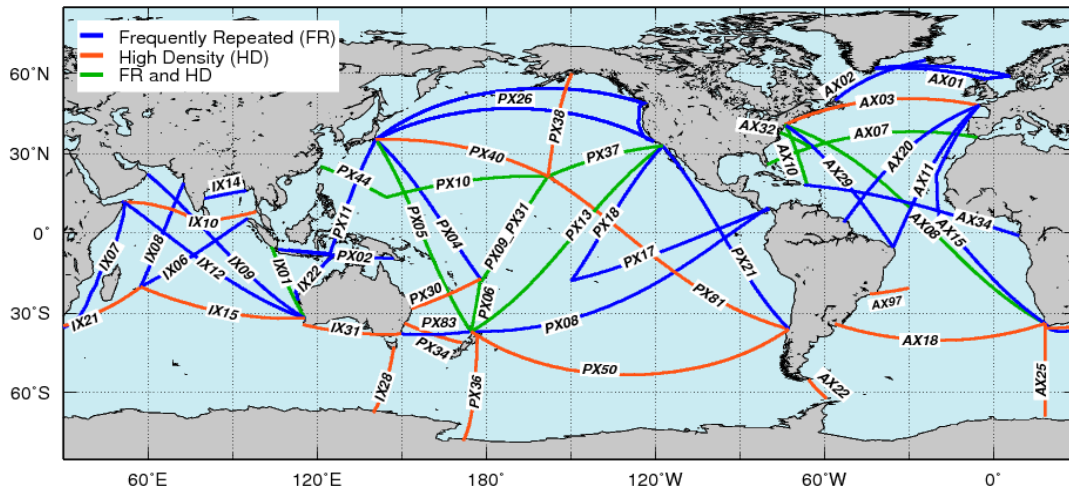 Frequently Repeated (FR)
High Density (HD)
FR and HD
60°N
30°N
0°
30°S
60°S
60°E
120°E
180°
120°W
60°W
0°
PX26
PX38
PX40
PX37
PX44
PX10
PX11
PX05
PX04
PX09_PX31
PX13
PX18
PX02
PX17
PX21
PX30
PX06
PX81
PX83
PX08
PX34
PX50
PX36
IX14
IX10
IX07
IX08
IX06
IX12
IX09
IX01
IX22
IX21
IX15
IX31
IX28
AX02
AX01
AX03
AX32
AX07
AX10
AX20
AX29
AX11
AX34
AX08
AX15
AX97
AX18
AX22
AX25